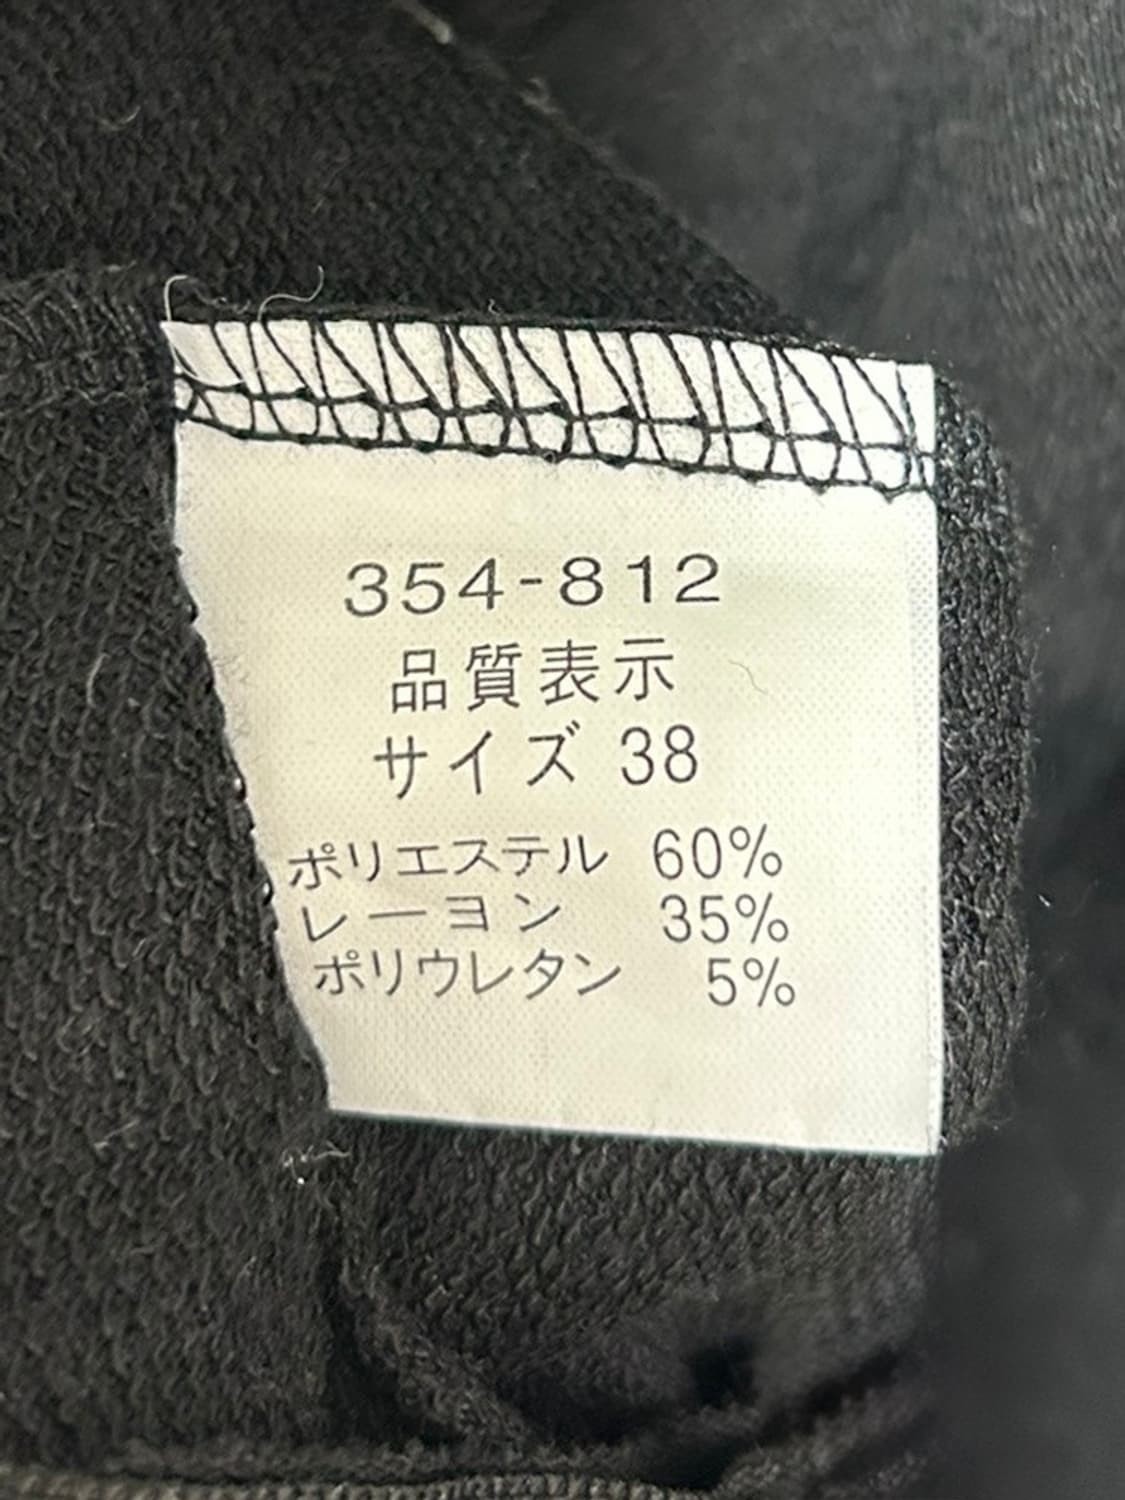 354-812
品質表示
サイズ 38
ポリエステル 60%
レーヨン 35%
ポリウレタン 5%